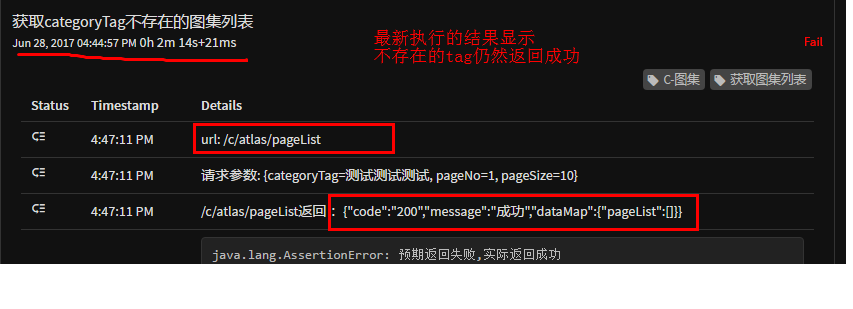 获取categoryTag不存在的图集列表
Jun 28, 2017 04:44:57 PM 0h 2m 14s+21ms
最新执行的结果显示
不存在的tag仍然返回成功
Fail
C-图集 获取图集列表
Status Timestamp Details
4:47:11 PM url: /c/atlas/pageList
4:47:11 PM 请求参数: {categoryTag=测试测试测试, pageNo=1, pageSize=10}
4:47:11 PM /c/atlas/pageList返回： {"code":"200","message":"成功","dataMap":{"pageList":[]}}
java.lang.AssertionError: 预期返回失败,实际返回成功